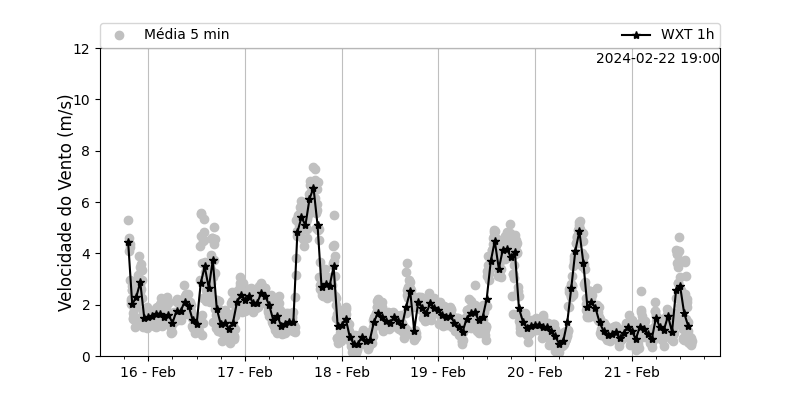 Média 5 min
WXT 1h
2024-02-22 19:00
Velocidade do Vento (m/s)
12
10
8
6
4
2
0
16 - Feb
17 - Feb
18 - Feb
19 - Feb
20 - Feb
21 - Feb